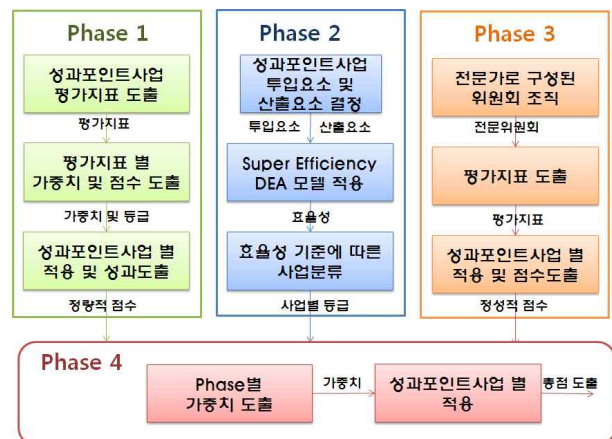 Phase 1
성과포인트사업
평가지표 도출
평가지표
평가지표 별
가중치 및 점수 도출
가중치 및 등급
성과포인트사업 별
적용 및 성과도출
정량적 점수
Phase 2
성과포인트사업
투입요소 및
산출요소 결정
투입요소 산출요소
Super Efficiency
DEA 모델 적용
효율성
효율성 기준에 따른
사업분류
사업별 등급
Phase 3
전문가로 구성된
위원회 조직
전문위원회
평가지표 도출
평가지표
성과포인트사업 별
적용 및 점수도출
정성적 점수
Phase 4
Phase별
가중치 도출
가중치
성과포인트사업 별
적용
총점 도출